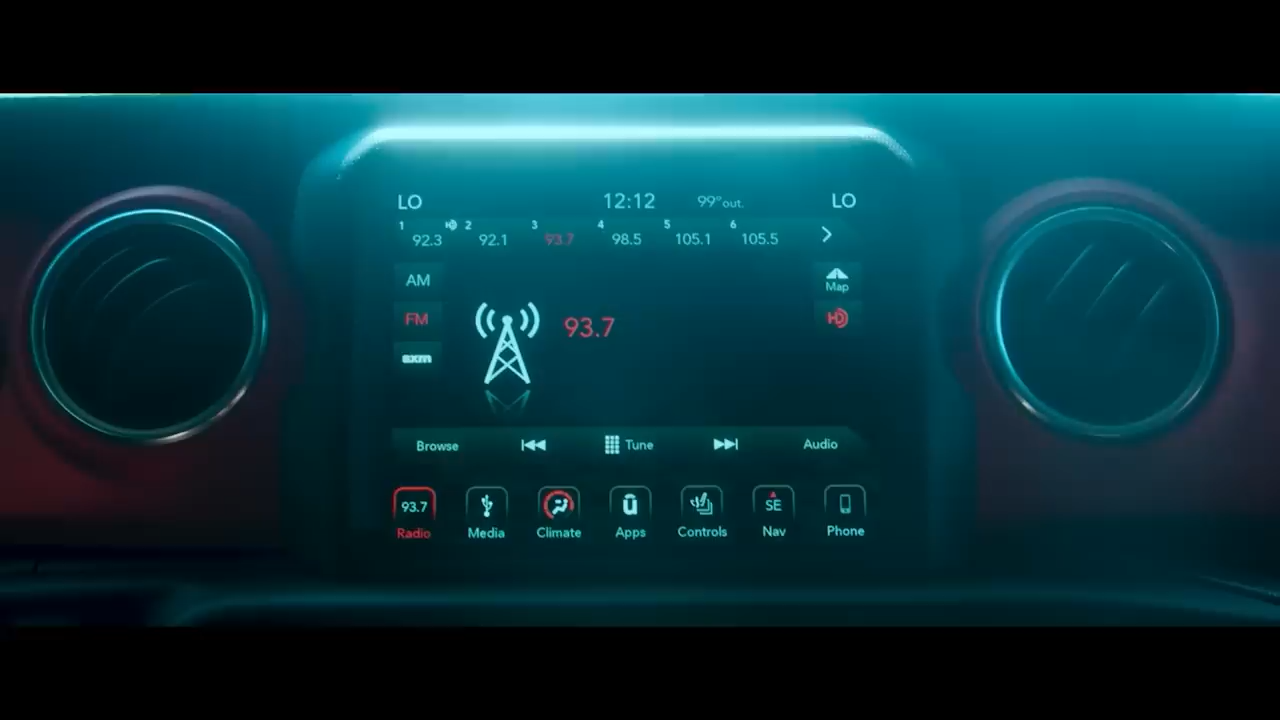 LO 12:12 99° out. LO
1 92.3 2 92.1 3 93.7 4 98.5 5 105.1 6 105.5
AM
Map
FM
93.7
HD
sxm
Browse Tune Audio
93.7 ü SE
Radio Media Climate Apps Controls Nav Phone